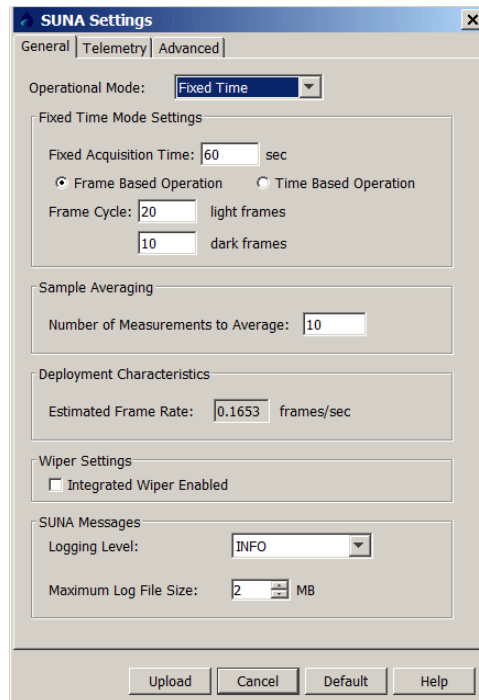 SUNA Settings
General Telemetry Advanced
Operational Mode: Fixed Time
Fixed Time Mode Settings
Fixed Acquisition Time: 60 sec
Frame Based Operation Time Based Operation
Frame Cycle: 20 light frames
10 dark frames
Sample Averaging
Number of Measurements to Average: 10
Deployment Characteristics
Estimated Frame Rate: 0.1653 frames/sec
Wiper Settings
Integrated Wiper Enabled
SUNA Messages
Logging Level: INFO
Maximum Log File Size: 2 MB
Upload Cancel Default Help